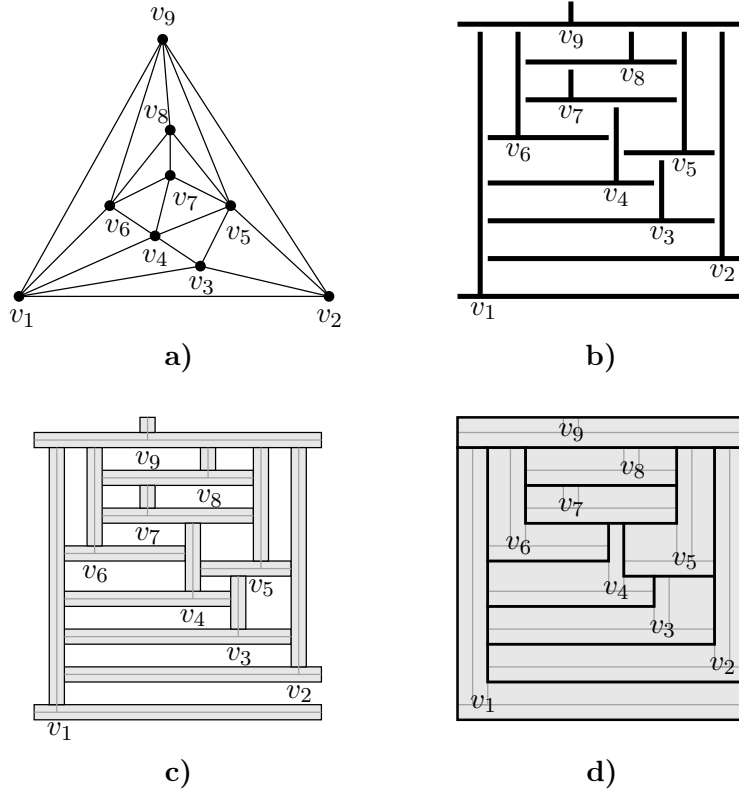 v₉
v₈
v₇
v₆
v₅
v₄
v₃
v₁
v₂
a)
v₉
v₈
v₇
v₆
v₅
v₄
v₃
v₂
v₁
b)
v₉
v₈
v₇
v₆
v₅
v₄
v₃
v₂
v₁
c)
v₉
v₈
v₇
v₆
v₅
v₄
v₃
v₂
v₁
d)